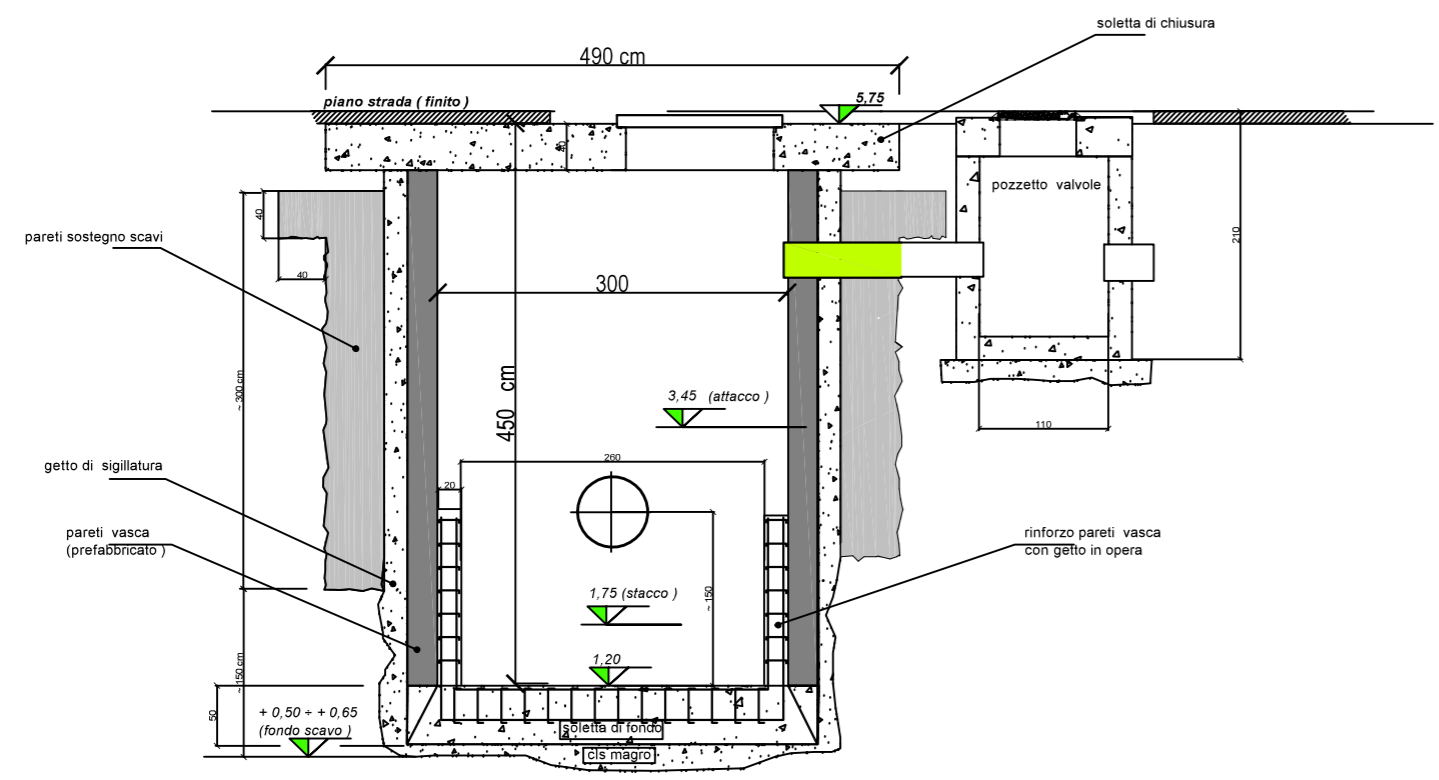 soletta di chiusura
490 cm
piano strada ( finito )
5,75
40
pozzetto valvole
40
pareti sostegno scavi
210
40
300
~ 300 cm
450 cm
3,45 (attacco )
110
260
getto di sigillatura
20
pareti vasca
(prefabbricato )
rinforzo pareti vasca
con getto in opera
1,75 (stacco )
~ 150
1,20
~ 150 cm
50
+ 0,50 ÷ + 0,65
(fondo scavo )
soletta di fondo
cls magro